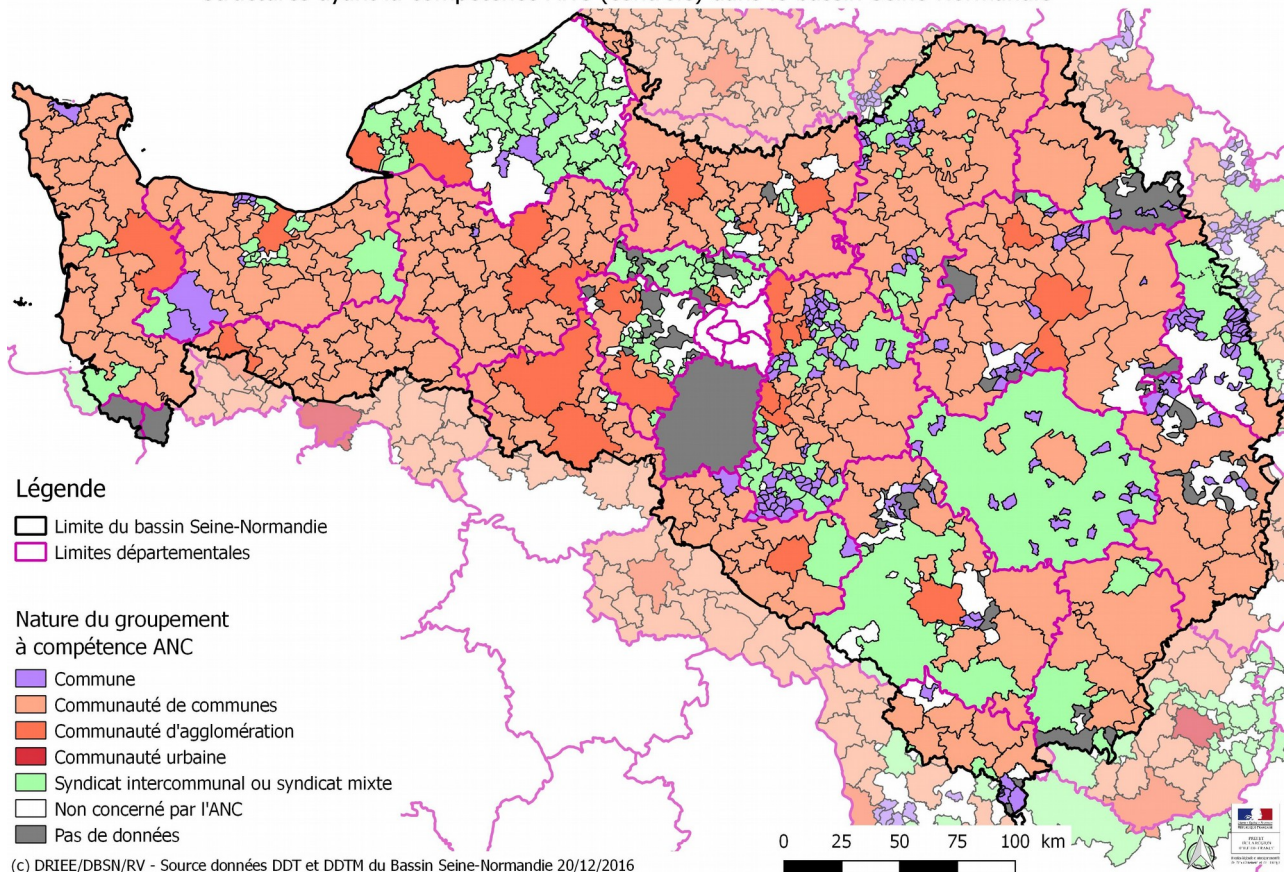 Légende
Limite du bassin Seine-Normandie
Limites départementales
Nature du groupement
à compétence ANC
Commune
Communauté de communes
Communauté d'agglomération
Communauté urbaine
Syndicat intercommunal ou syndicat mixte
Non concerné par l'ANC
Pas de données
0 25 50 75 100 km
N
(c) DRIEE/DBSN/RV - Source données DDT et DDTM du Bassin Seine-Normandie 20/12/2016